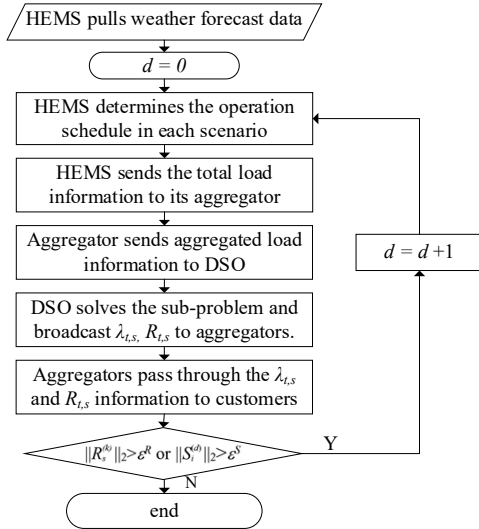 HEMS pulls weather forecast data
d = 0
HEMS determines the operation
schedule in each scenario
HEMS sends the total load
information to its aggregator
Aggregator sends aggregated load
information to DSO
d = d +1
DSO solves the sub-problem and
broadcast λt,s, Rt,s to aggregators.
Aggregators pass through the λt,s
and Rt,s information to customers
||Rs(k)||2>εR or ||Si(d)||2>εS
Y
N
end